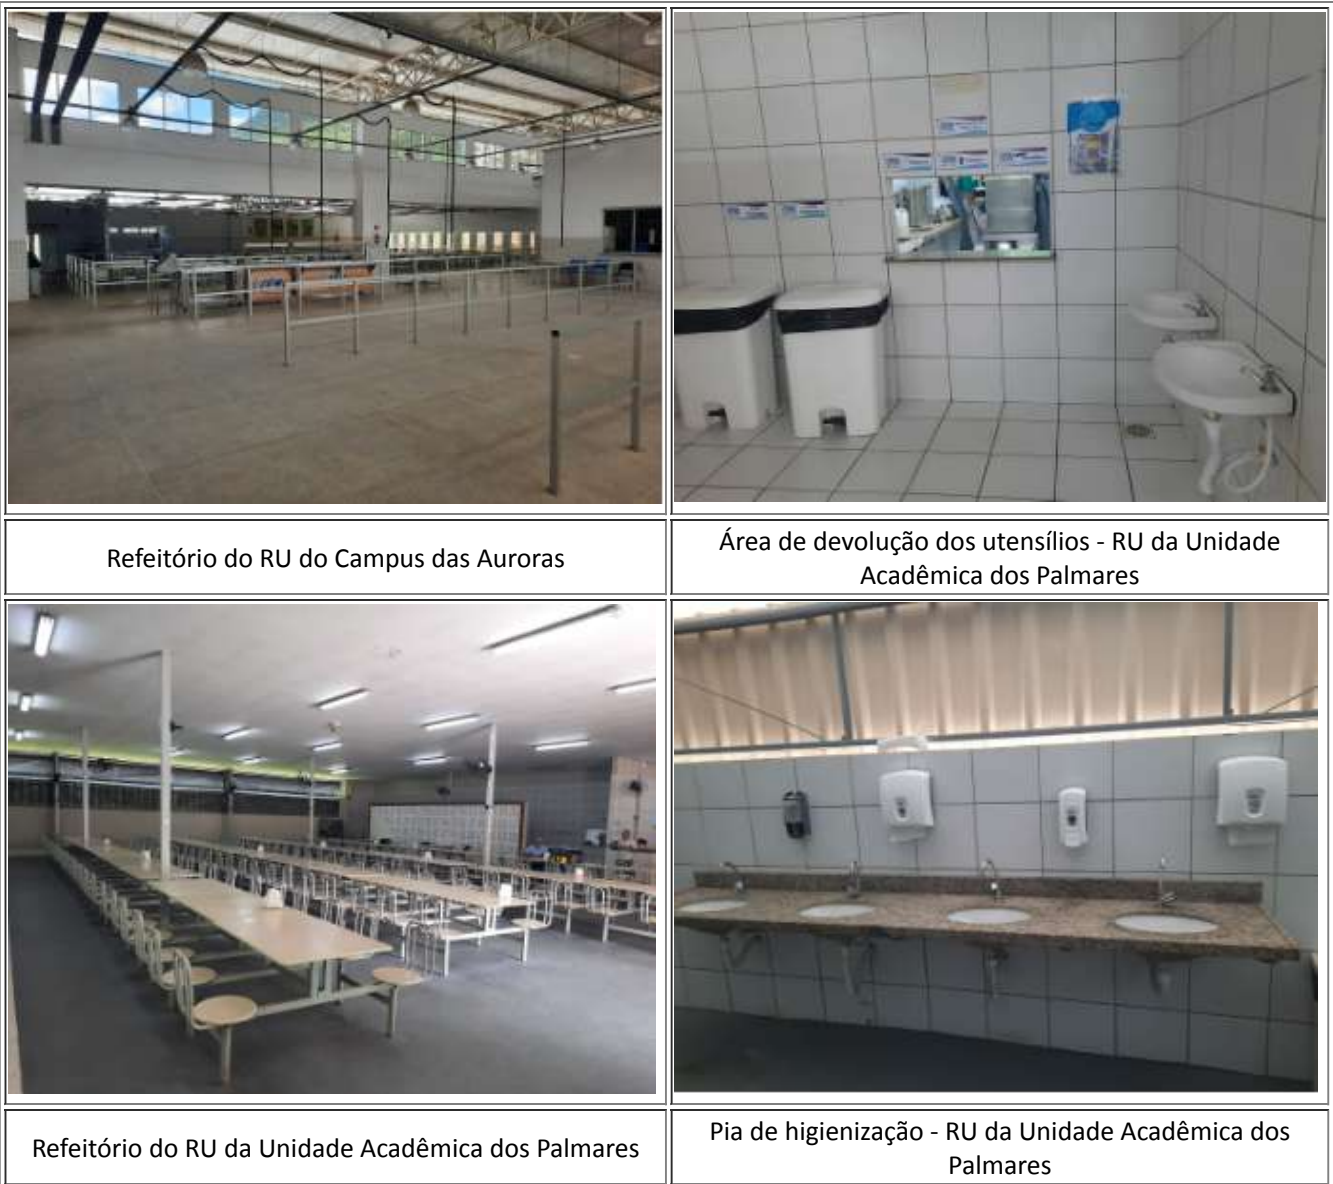 Refeitório do RU do Campus das Auroras
Área de devolução dos utensílios - RU da Unidade
Acadêmica dos Palmares
Refeitório do RU da Unidade Acadêmica dos Palmares
Pia de higienização - RU da Unidade Acadêmica dos
Palmares